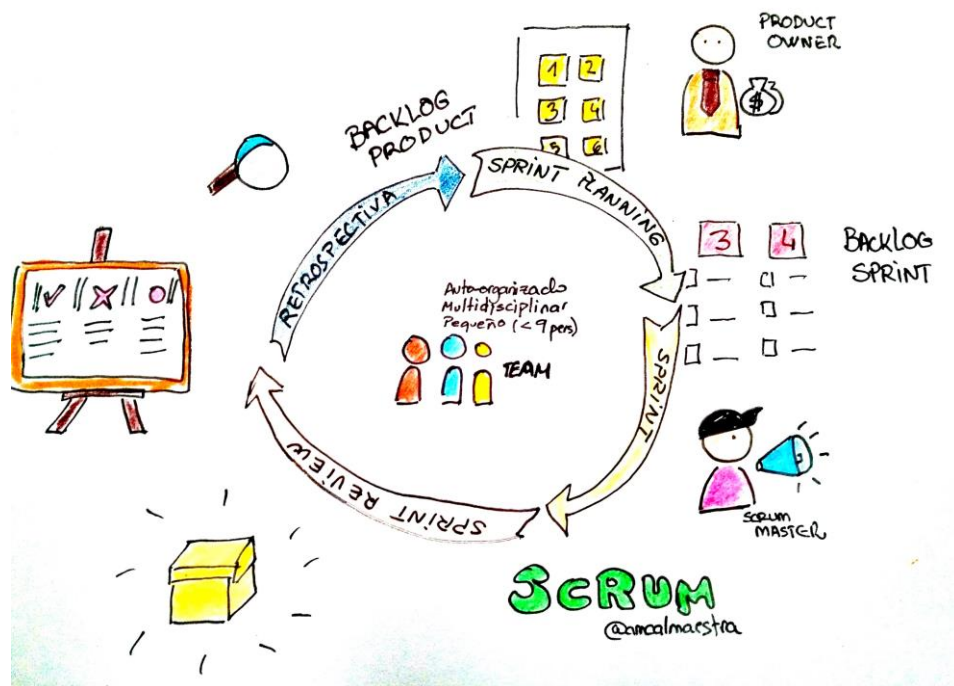 PRODUCT
OWNER
1 2
3 4
5 6
BACKLOG
PRODUCT
SPRINT PLANNING
RETROSPECTIVA
3 4
BACKLOG
SPRINT
Auto-organizado
Multidisciplinar
Pequeño (<9 pers)
TEAM
SPRINT
SPRINT REVIEW
SCRUM
MASTER
SCRUM
@amoalmaestra